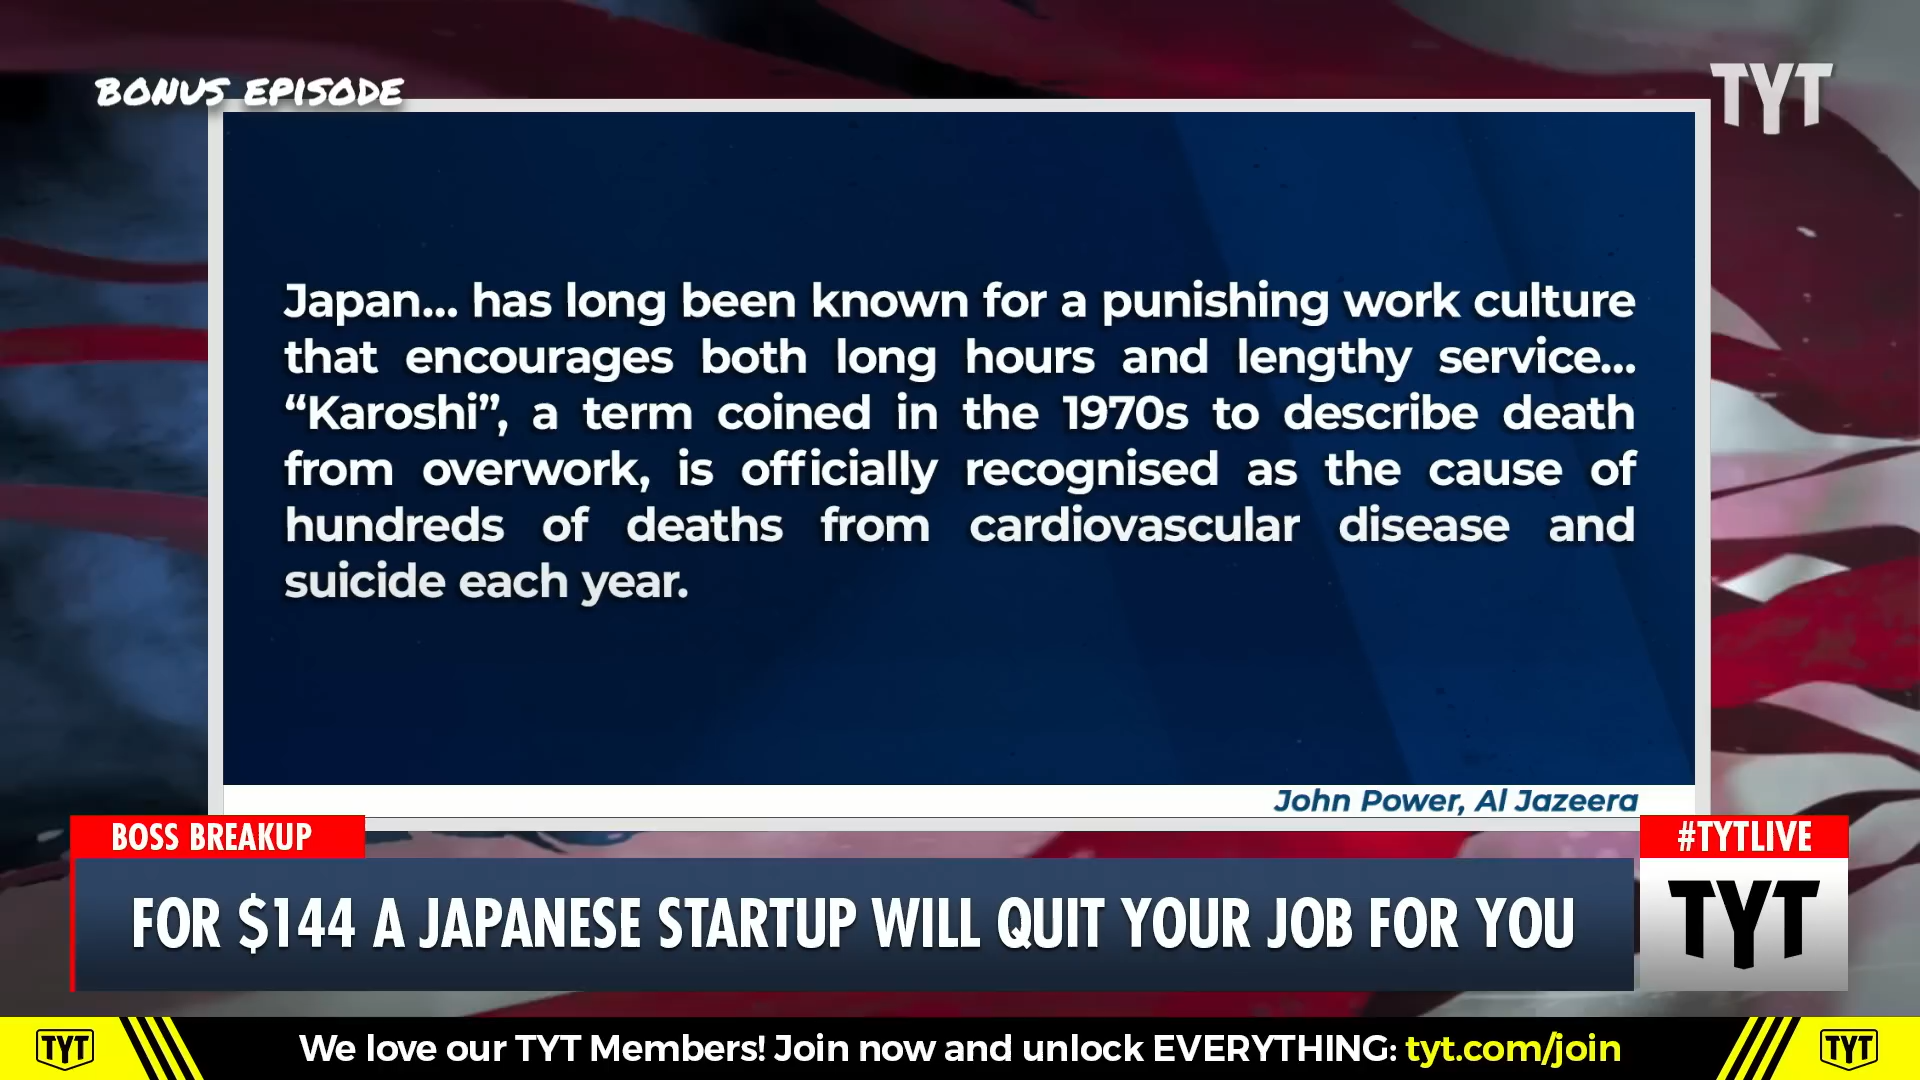 BONUS EPISODE
TYT
Japan... has long been known for a punishing work culture
that encourages both long hours and lengthy service...
“Karoshi”, a term coined in the 1970s to describe death
from overwork, is officially recognised as the cause of
hundreds of deaths from cardiovascular disease and
suicide each year.
John Power, Al Jazeera
BOSS BREAKUP
#TYTLIVE
FOR $144 A JAPANESE STARTUP WILL QUIT YOUR JOB FOR YOU
TYT
TYT
We love our TYT Members! Join now and unlock EVERYTHING: tyt.com/join
TYT